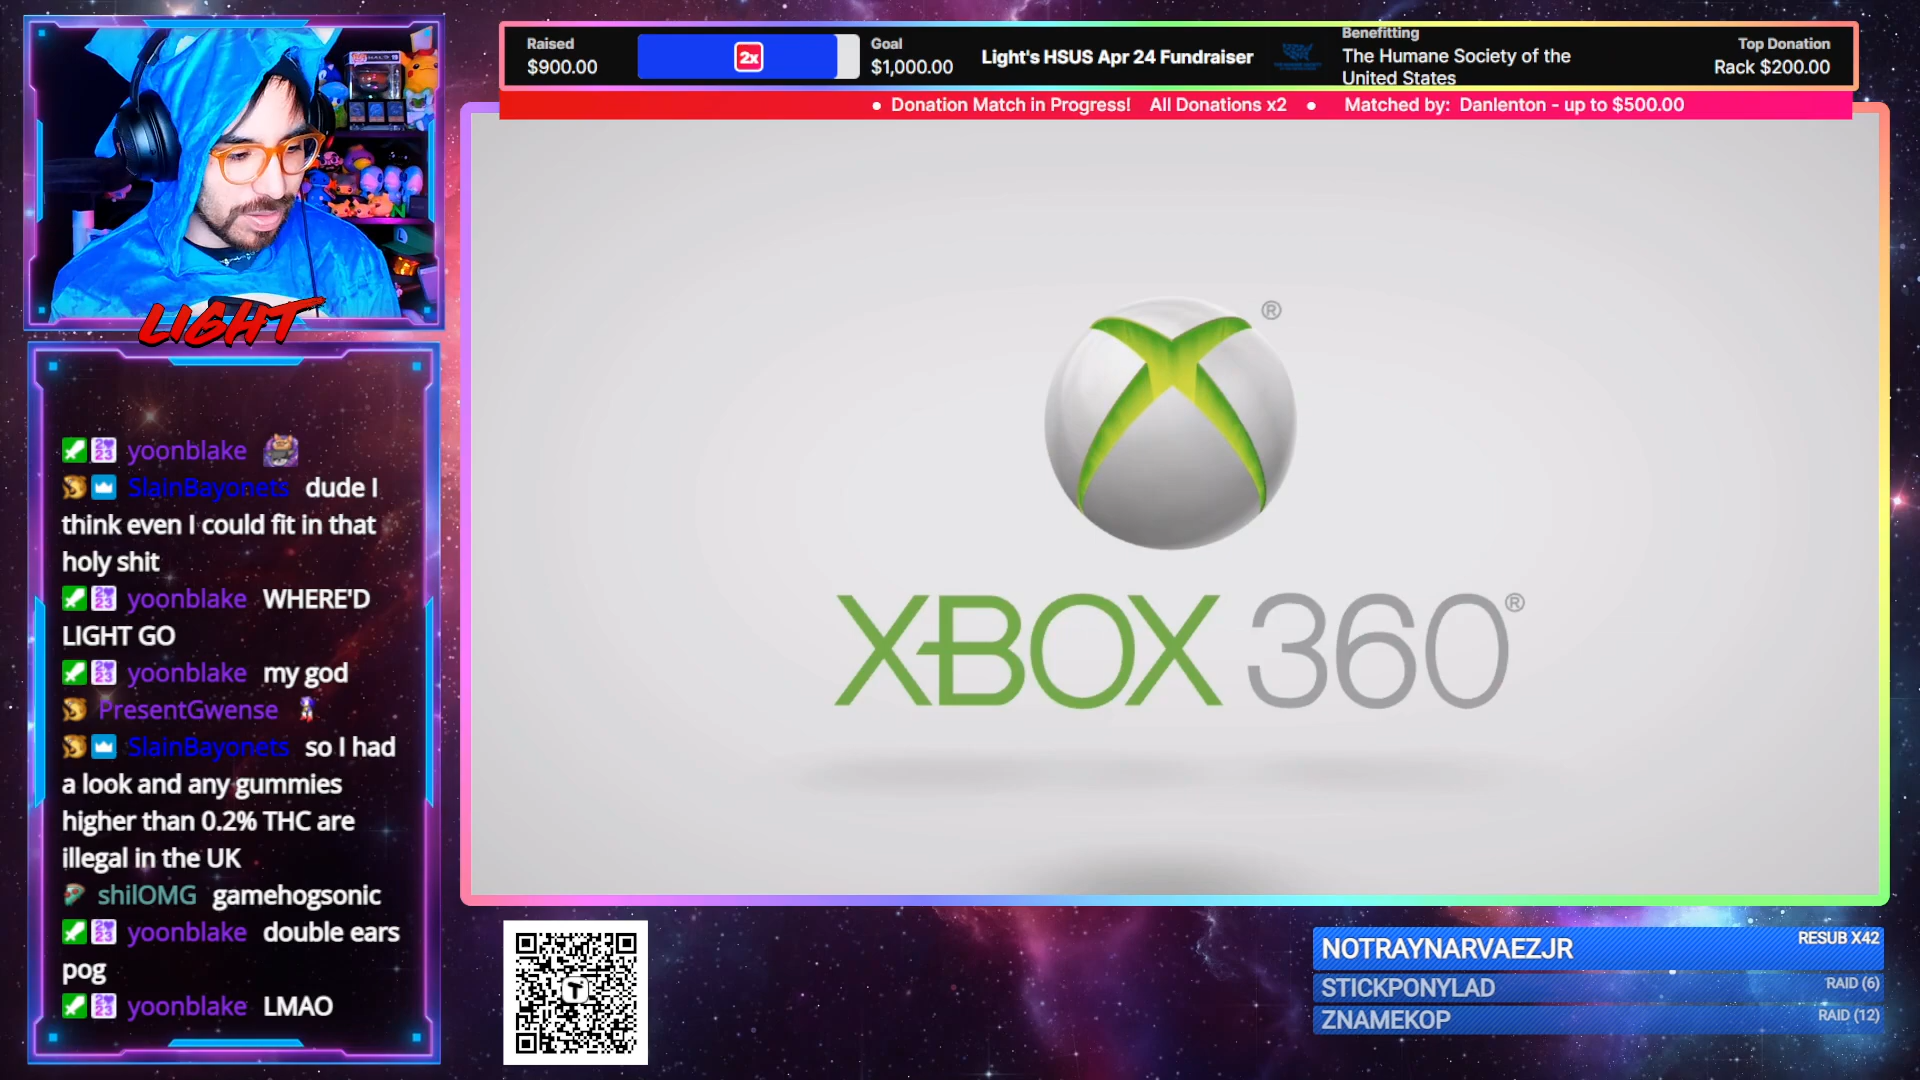 Raised
$900.00
2x
Goal
$1,000.00
Light's HSUS Apr 24 Fundraiser
Benefitting
The Humane Society of the
United States
Top Donation
Rack $200.00
• Donation Match in Progress! All Donations x2 • Matched by: Danlenton - up to $500.00
LIGHT
yoonblake
SlainBayonets dude I
think even I could fit in that
holy shit
yoonblake WHERE'D
LIGHT GO
yoonblake my god
PresentGwense
SlainBayonets so I had
a look and any gummies
higher than 0.2% THC are
illegal in the UK
shilOMG gamehogsonic
yoonblake double ears
pog
yoonblake LMAO
®
XBOX 360®
T
NOTRAYNARVAEZJR RESUB X42
STICKPONYLAD RAID (6)
ZNAMEKOP RAID (12)